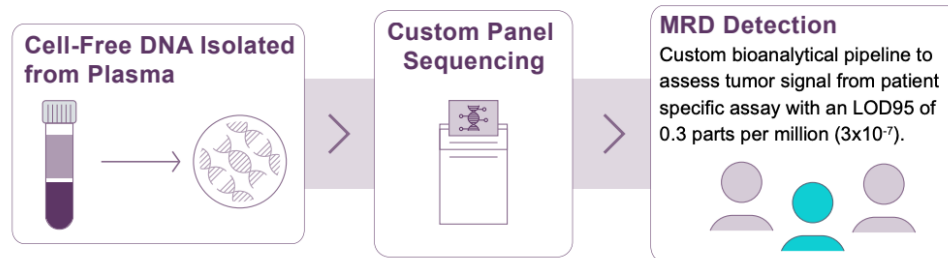 Cell-Free DNA Isolated
from Plasma
Custom Panel
Sequencing
MRD Detection
Custom bioanalytical pipeline to
assess tumor signal from patient
specific assay with an LOD95 of
0.3 parts per million (3x10⁻⁷).